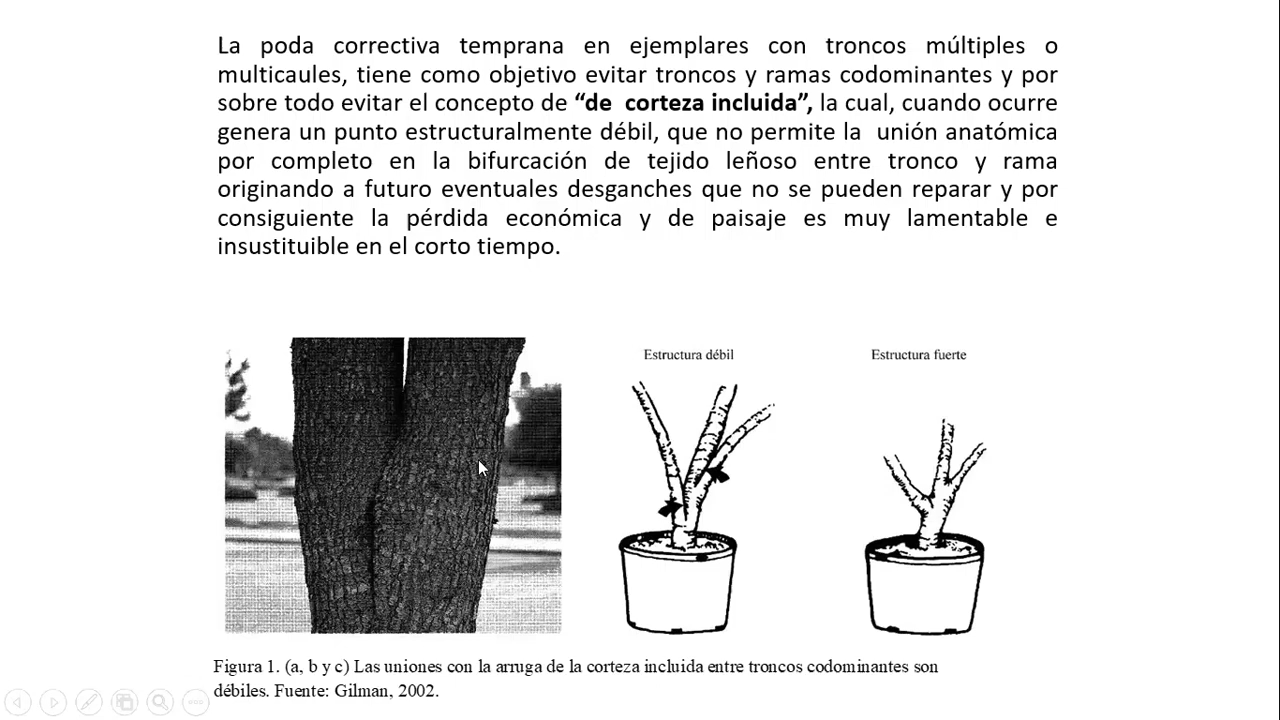 La poda correctiva temprana en ejemplares con troncos múltiples o
multicaules, tiene como objetivo evitar troncos y ramas codominantes y por
sobre todo evitar el concepto de “de corteza incluida”, la cual, cuando ocurre
genera un punto estructuralmente débil, que no permite la unión anatómica
por completo en la bifurcación de tejido leñoso entre tronco y rama
originando a futuro eventuales desganches que no se pueden reparar y por
consiguiente la pérdida económica y de paisaje es muy lamentable e
insustituible en el corto tiempo.
Estructura débil
Estructura fuerte
Figura 1. (a, b y c) Las uniones con la arruga de la corteza incluida entre troncos codominantes son
débiles. Fuente: Gilman, 2002.